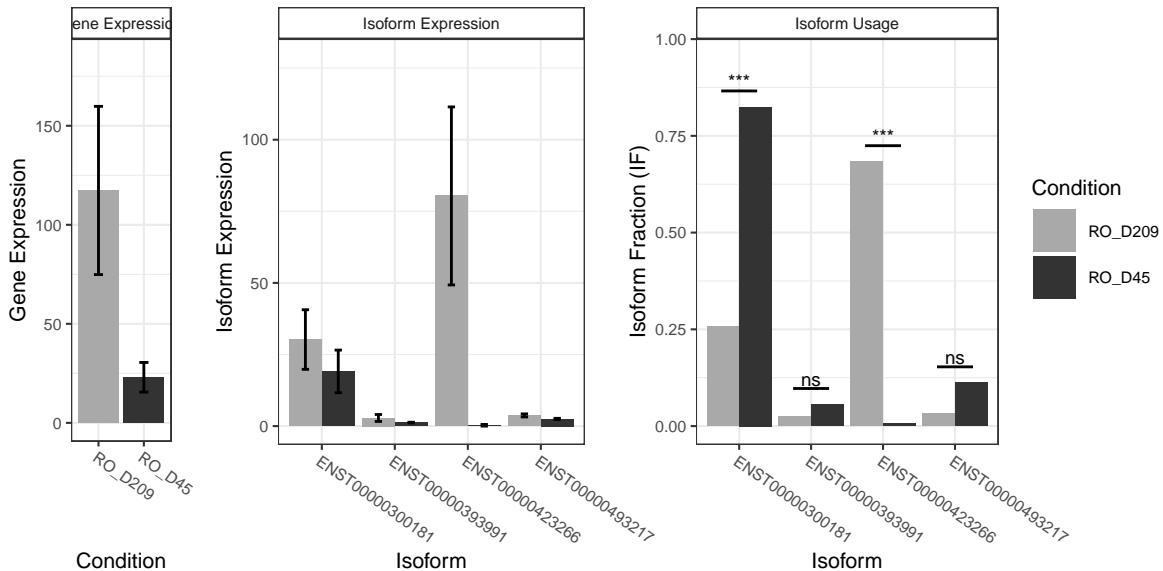 ene Expressio
Gene Expression
150
100
50
0
RO_D209
RO_D45
Condition
Isoform Expression
Isoform Expression
100
50
0
ENST00000300181
ENST00000393991
ENST00000423266
ENST00000493217
Isoform
Isoform Usage
Isoform Fraction (IF)
1.00
0.75
0.50
0.25
0.00
***
ns
***
ns
ENST00000300181
ENST00000393991
ENST00000423266
ENST00000493217
Isoform
Condition
RO_D209
RO_D45